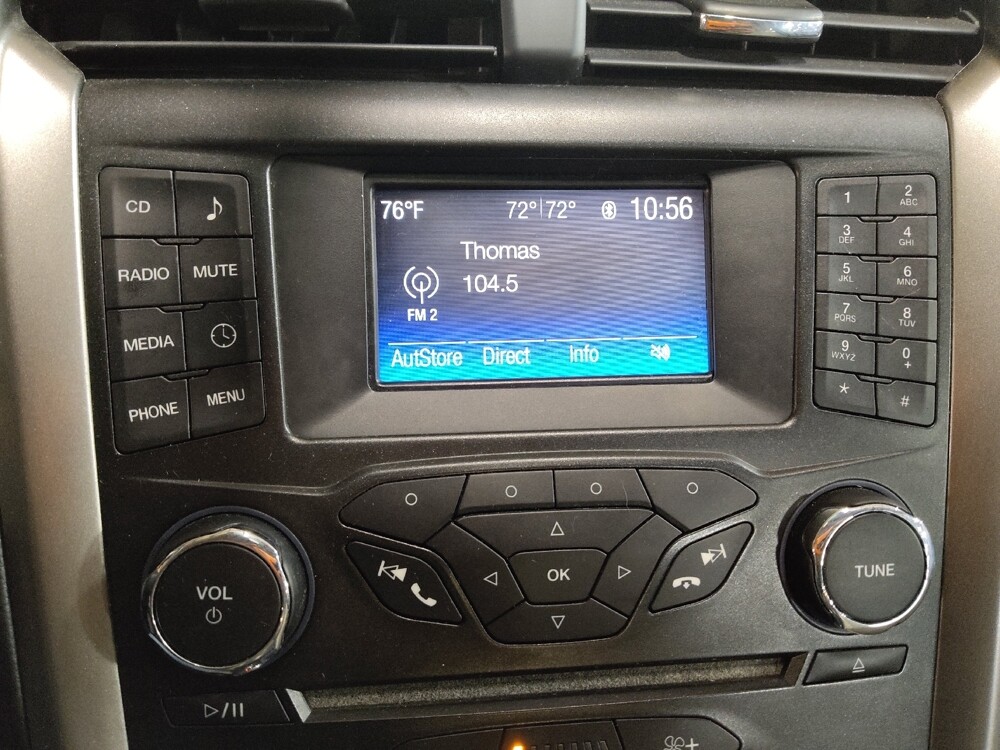 76°F 72° 72° 10:56
Thomas
104.5
FM 2
AutStore Direct Info
CD
RADIO MUTE
MEDIA
PHONE MENU
1 2 ABC
3 DEF 4 GHI
5 JKL 6 MNO
7 PQRS 8 TUV
9 WXYZ 0 +
* #
OK
VOL
TUNE